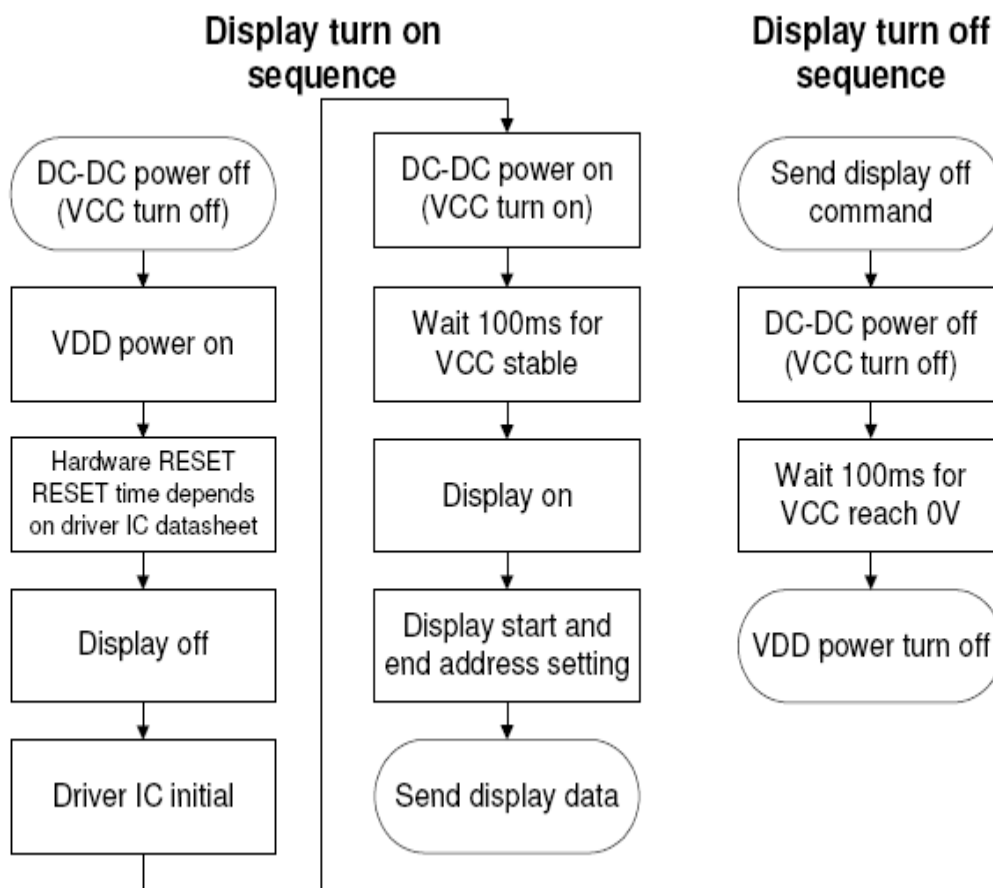 Display turn on
sequence
DC-DC power off
(VCC turn off)
VDD power on
Hardware RESET
RESET time depends
on driver IC datasheet
Display off
Driver IC initial
DC-DC power on
(VCC turn on)
Wait 100ms for
VCC stable
Display on
Display start and
end address setting
Send display data
Display turn off
sequence
Send display off
command
DC-DC power off
(VCC turn off)
Wait 100ms for
VCC reach 0V
VDD power turn off